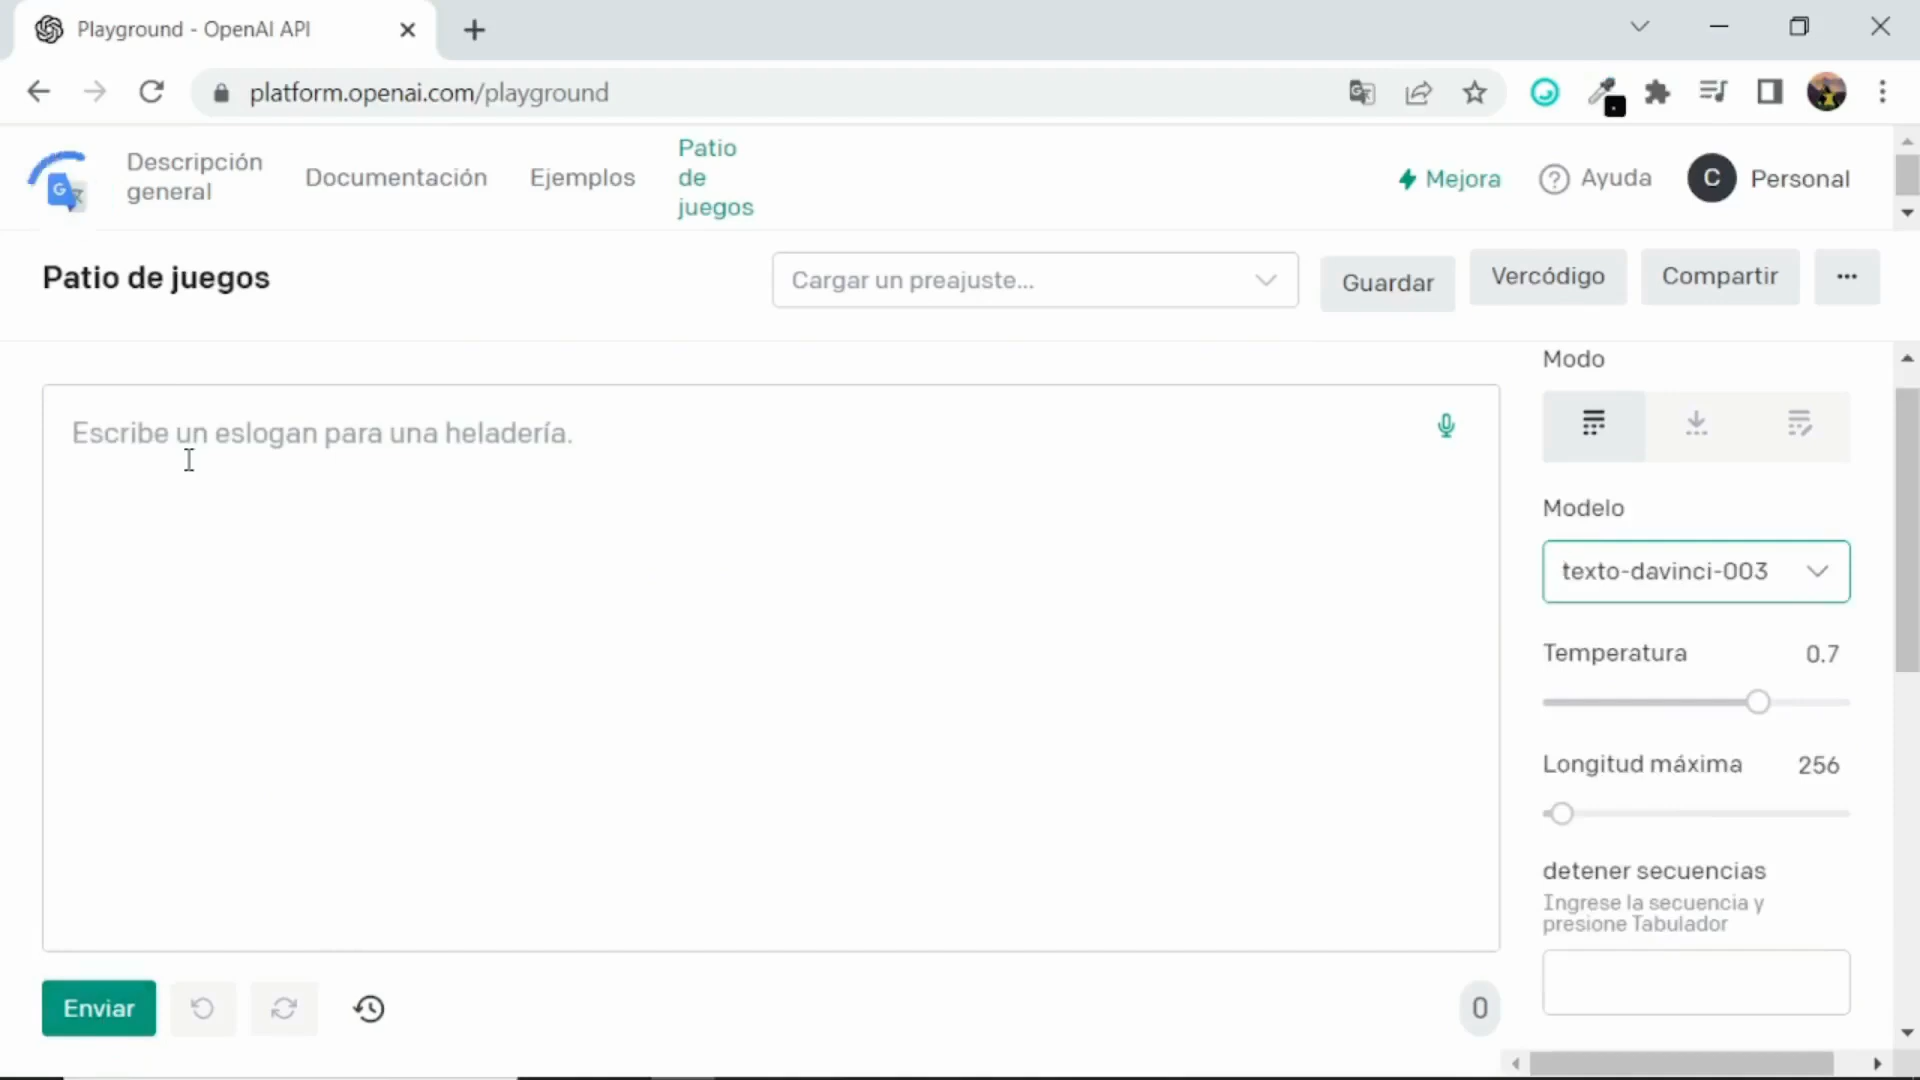 Playground - OpenAI API
platform.openai.com/playground
Descripción general
Documentación
Ejemplos
Patio de juegos
Mejora
Ayuda
C
Personal
Patio de juegos
Cargar un preajuste...
Guardar
Vercódigo
Compartir
Modo
Escribe un eslogan para una heladería.
Modelo
texto-davinci-003
Temperatura 0.7
Longitud máxima 256
detener secuencias
Ingrese la secuencia y
presione Tabulador
Enviar
0